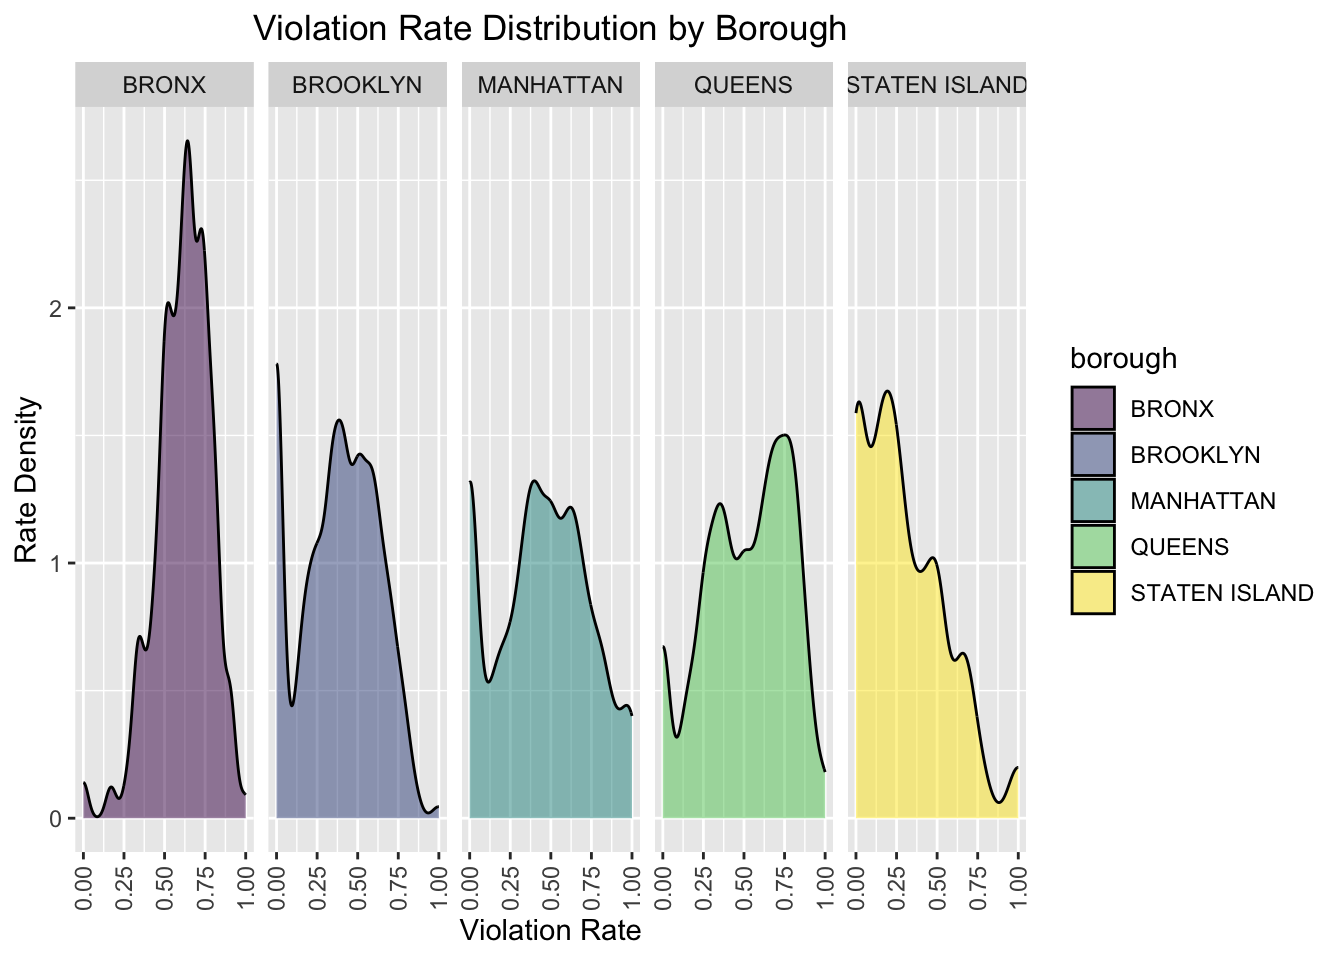 Violation Rate Distribution by Borough
BRONX BROOKLYN MANHATTAN QUEENS STATEN ISLAND
2
1
0
Rate Density
0.00 0.25 0.50 0.75 1.00 0.00 0.25 0.50 0.75 1.00 0.00 0.25 0.50 0.75 1.00 0.00 0.25 0.50 0.75 1.00 0.00 0.25 0.50 0.75 1.00
Violation Rate
borough
BRONX
BROOKLYN
MANHATTAN
QUEENS
STATEN ISLAND